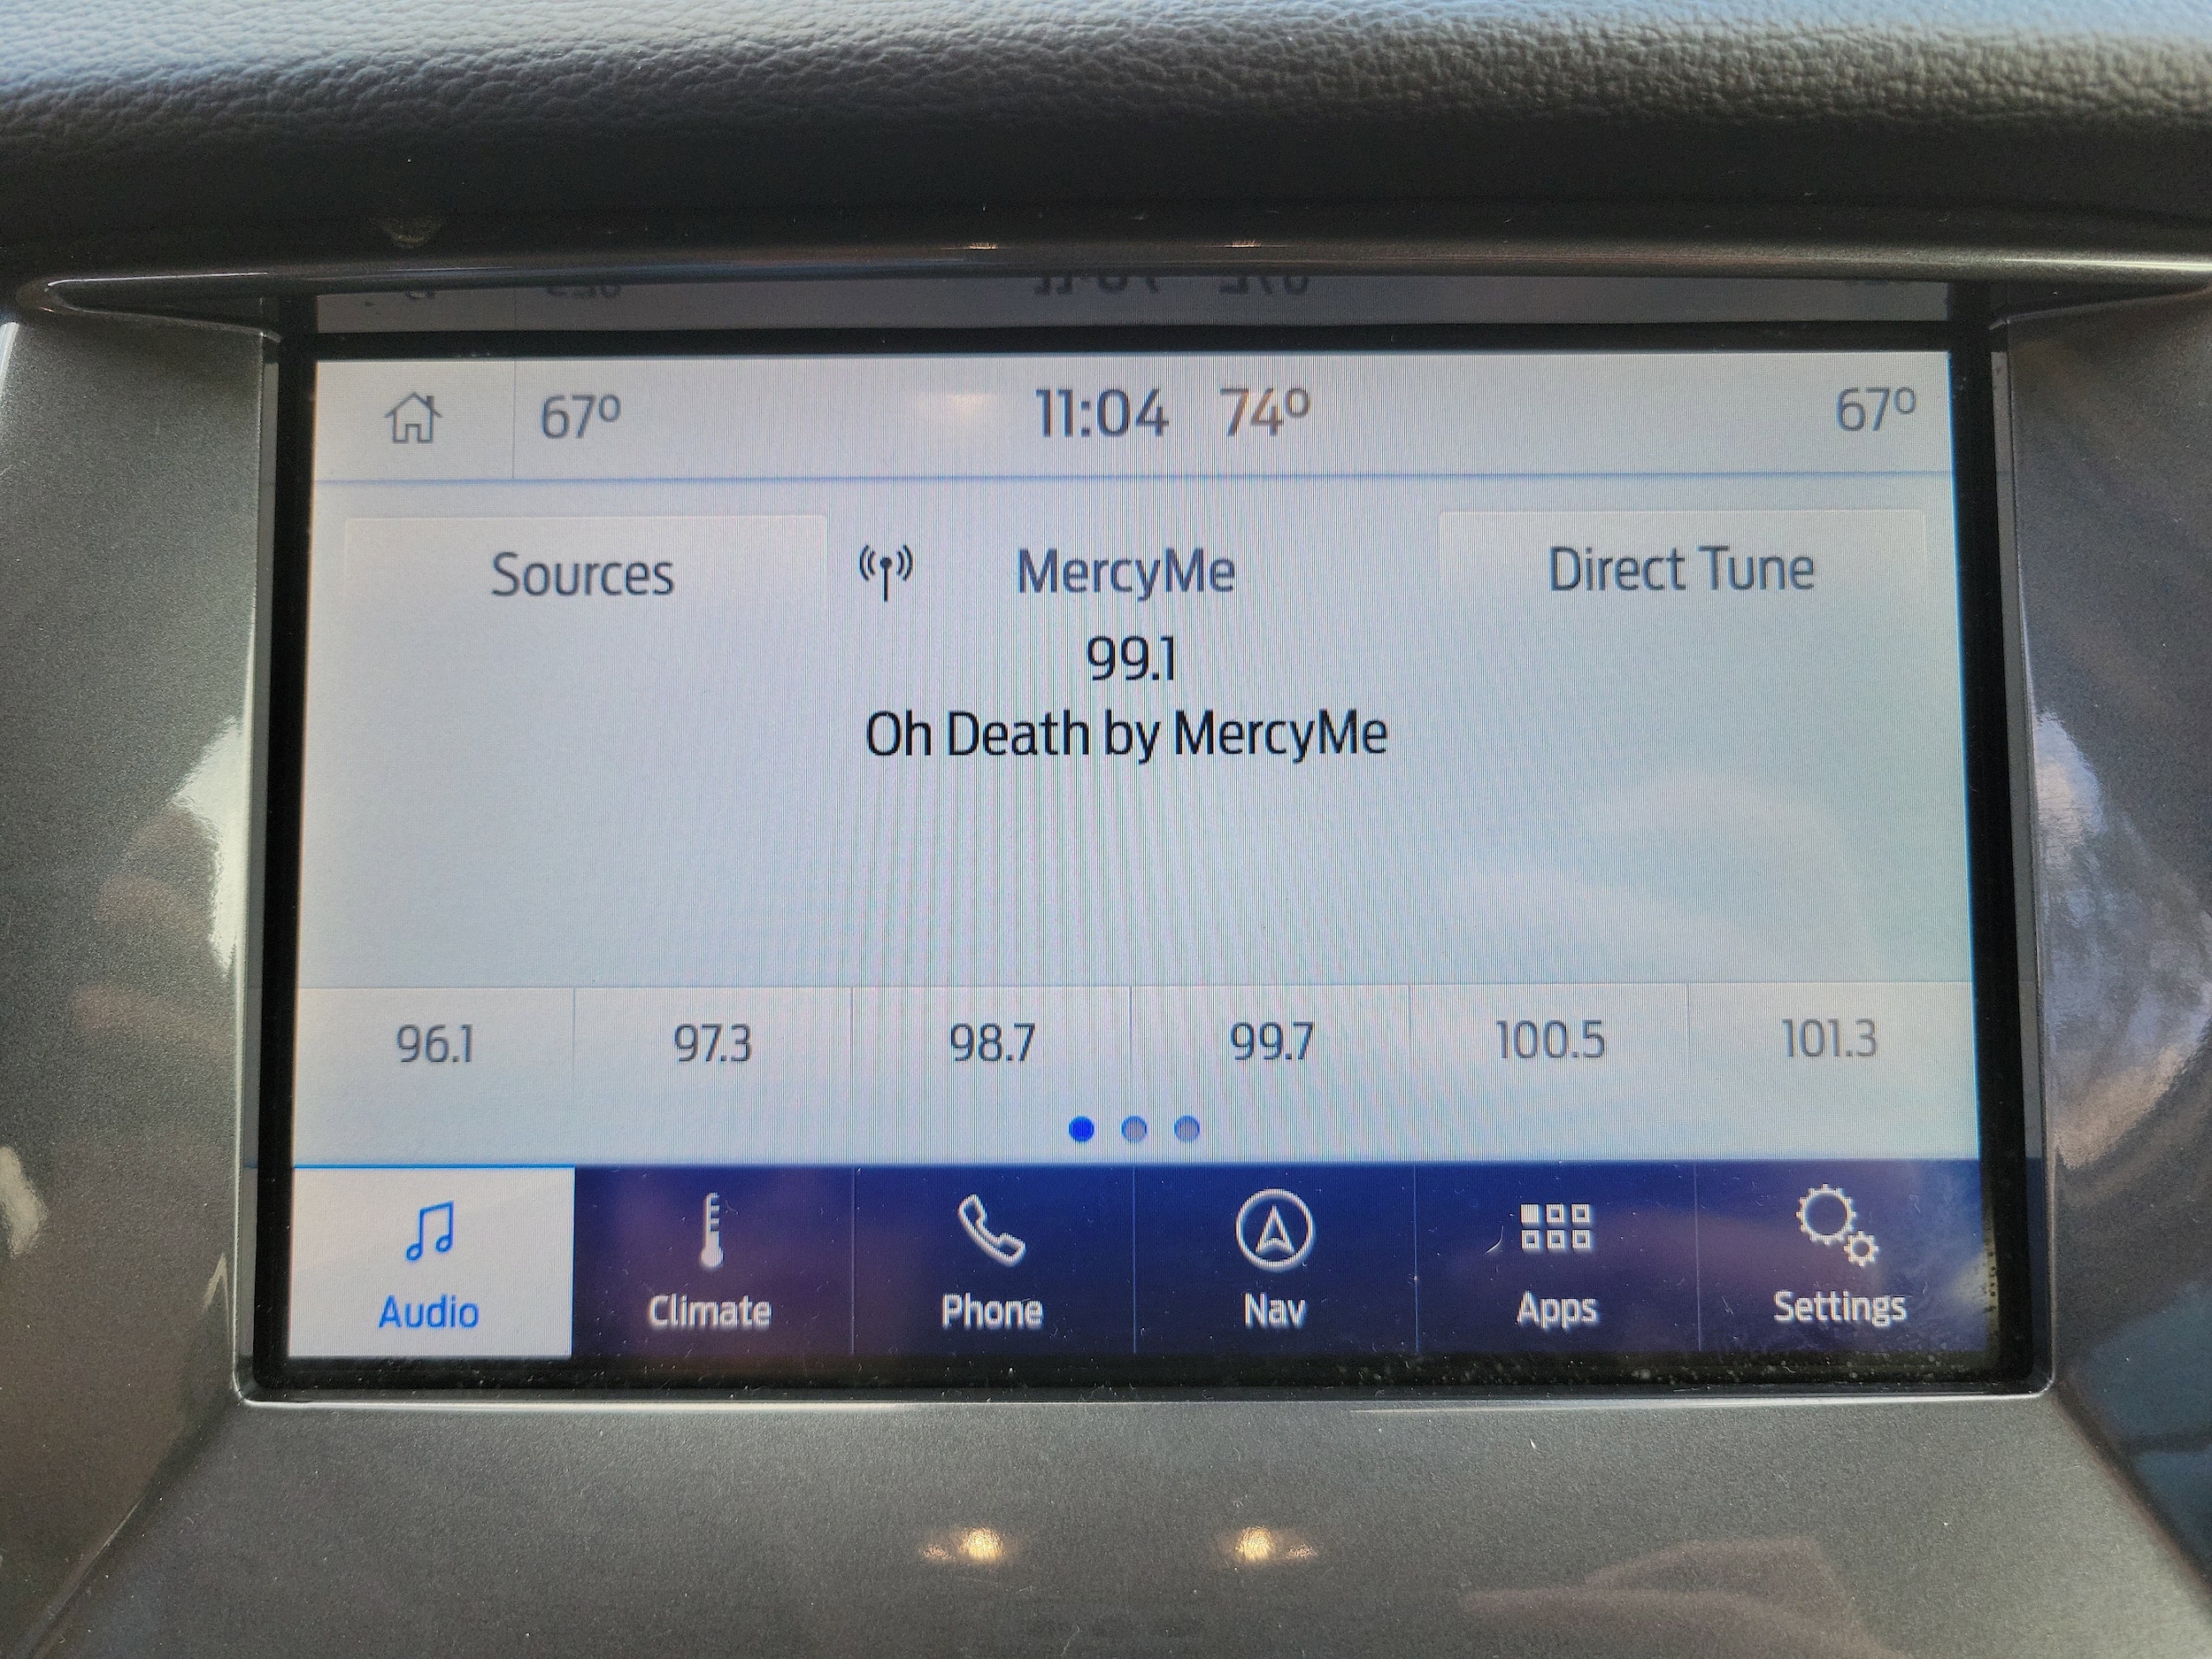 67° 11:04 74° 67°
Sources MercyMe Direct Tune
99.1
Oh Death by MercyMe
96.1 97.3 98.7 99.7 100.5 101.3
Audio Climate Phone Nav Apps Settings